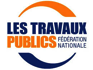 LES TRAVAUX
PUBLICS
FÉDÉRATION
NATIONALE